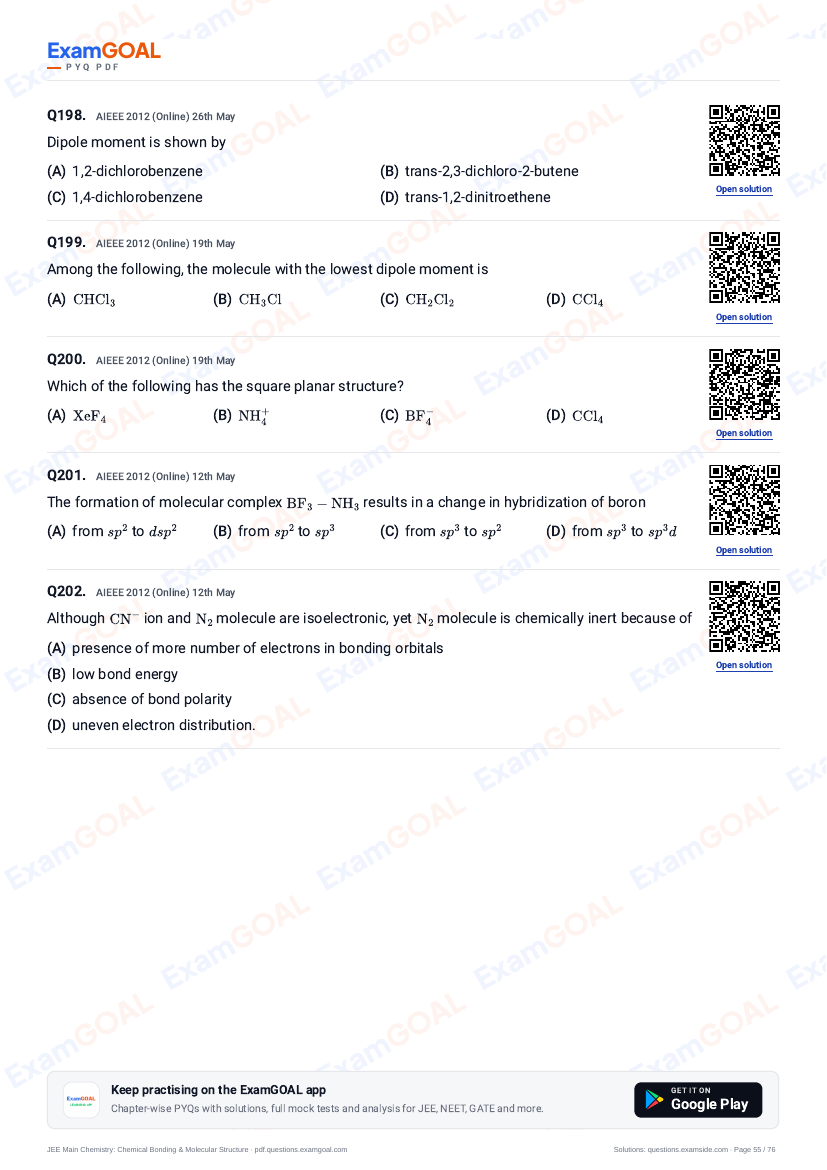 ExamGOAL
PYQ PDF
Q198. AIEEE 2012 (Online) 26th May
Dipole moment is shown by
(A) 1,2-dichlorobenzene (B) trans-2,3-dichloro-2-butene
(C) 1,4-dichlorobenzene (D) trans-1,2-dinitroethene
Open solution
Q199. AIEEE 2012 (Online) 19th May
Among the following, the molecule with the lowest dipole moment is
(A) CHCl₃ (B) CH₃Cl (C) CH₂Cl₂ (D) CCl₄
Open solution
Q200. AIEEE 2012 (Online) 19th May
Which of the following has the square planar structure?
(A) XeF₄ (B) NH₄⁺ (C) BF₄⁻ (D) CCl₄
Open solution
Q201. AIEEE 2012 (Online) 12th May
The formation of molecular complex BF₃ − NH₃ results in a change in hybridization of boron
(A) from sp² to dsp² (B) from sp² to sp³ (C) from sp³ to sp² (D) from sp³ to sp³d
Open solution
Q202. AIEEE 2012 (Online) 12th May
Although CN⁻ ion and N₂ molecule are isoelectronic, yet N₂ molecule is chemically inert because of
(A) presence of more number of electrons in bonding orbitals
(B) low bond energy
(C) absence of bond polarity
(D) uneven electron distribution.
Open solution
ExamGOAL
Keep practising on the ExamGOAL app
Chapter-wise PYQs with solutions, full mock tests and analysis for JEE, NEET, GATE and more.
GET IT ON
Google Play
JEE Main Chemistry: Chemical Bonding & Molecular Structure · pdf.questions.examgoal.com
Solutions: questions.examside.com · Page 55 / 76